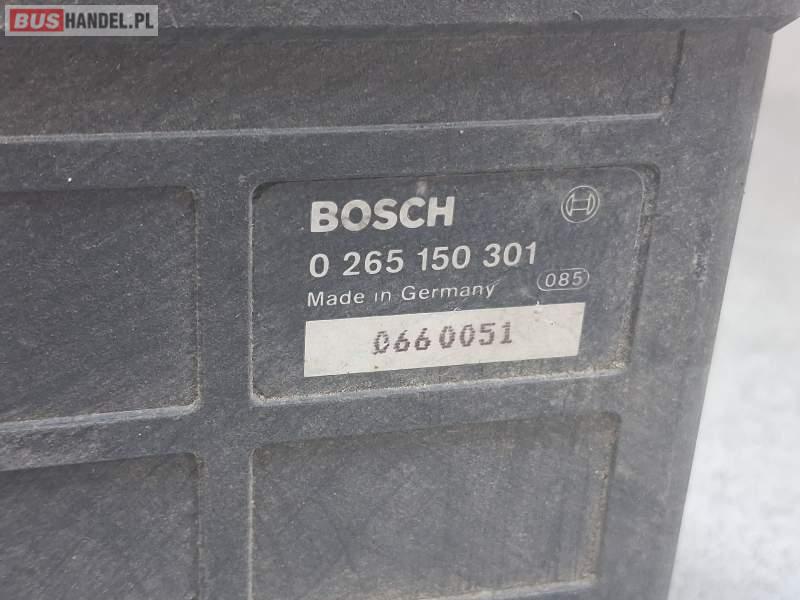 BUSHANDEL.PL
BOSCH
0 265 150 301
Made in Germany 085
0660051